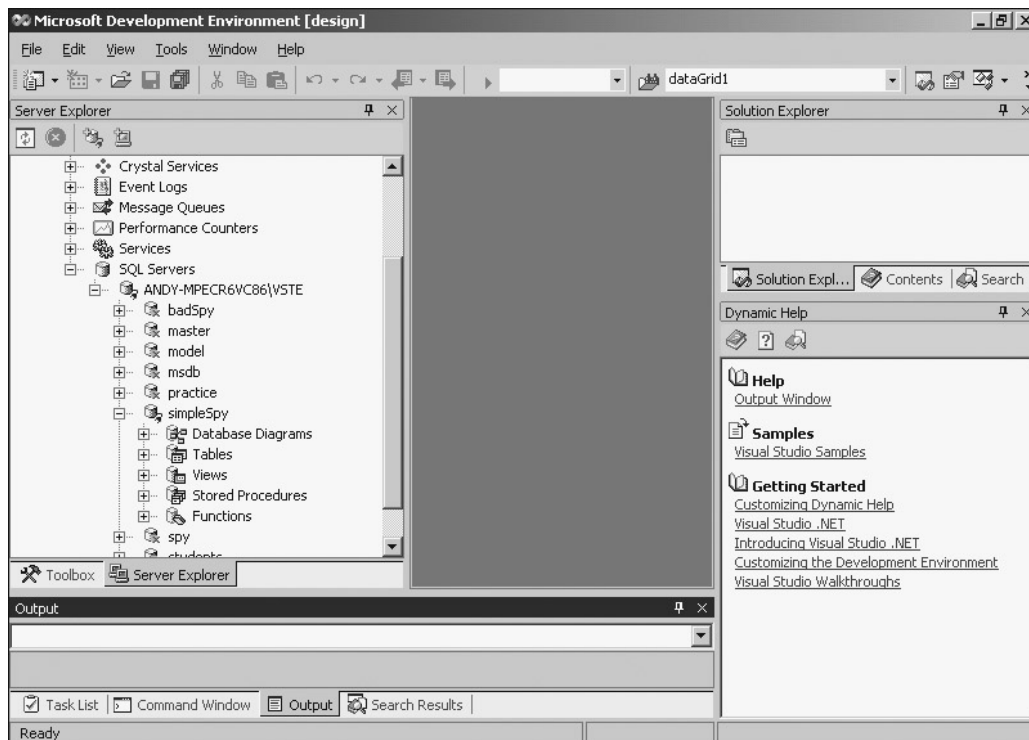 Microsoft Development Environment [design]
File Edit View Tools Window Help
dataGrid1
Server Explorer
Crystal Services
Event Logs
Message Queues
Performance Counters
Services
SQL Servers
ANDY-MPECR6VC86\VSTE
badSpy
master
model
msdb
practice
simpleSpy
Database Diagrams
Tables
Views
Stored Procedures
Functions
spy
students
Toolbox Server Explorer
Solution Explorer
Solution Expl... Contents Search
Dynamic Help
Help
Output Window
Samples
Visual Studio Samples
Getting Started
Customizing Dynamic Help
Visual Studio .NET
Introducing Visual Studio .NET
Customizing the Development Environment
Visual Studio Walkthroughs
Output
Task List Command Window Output Search Results
Ready